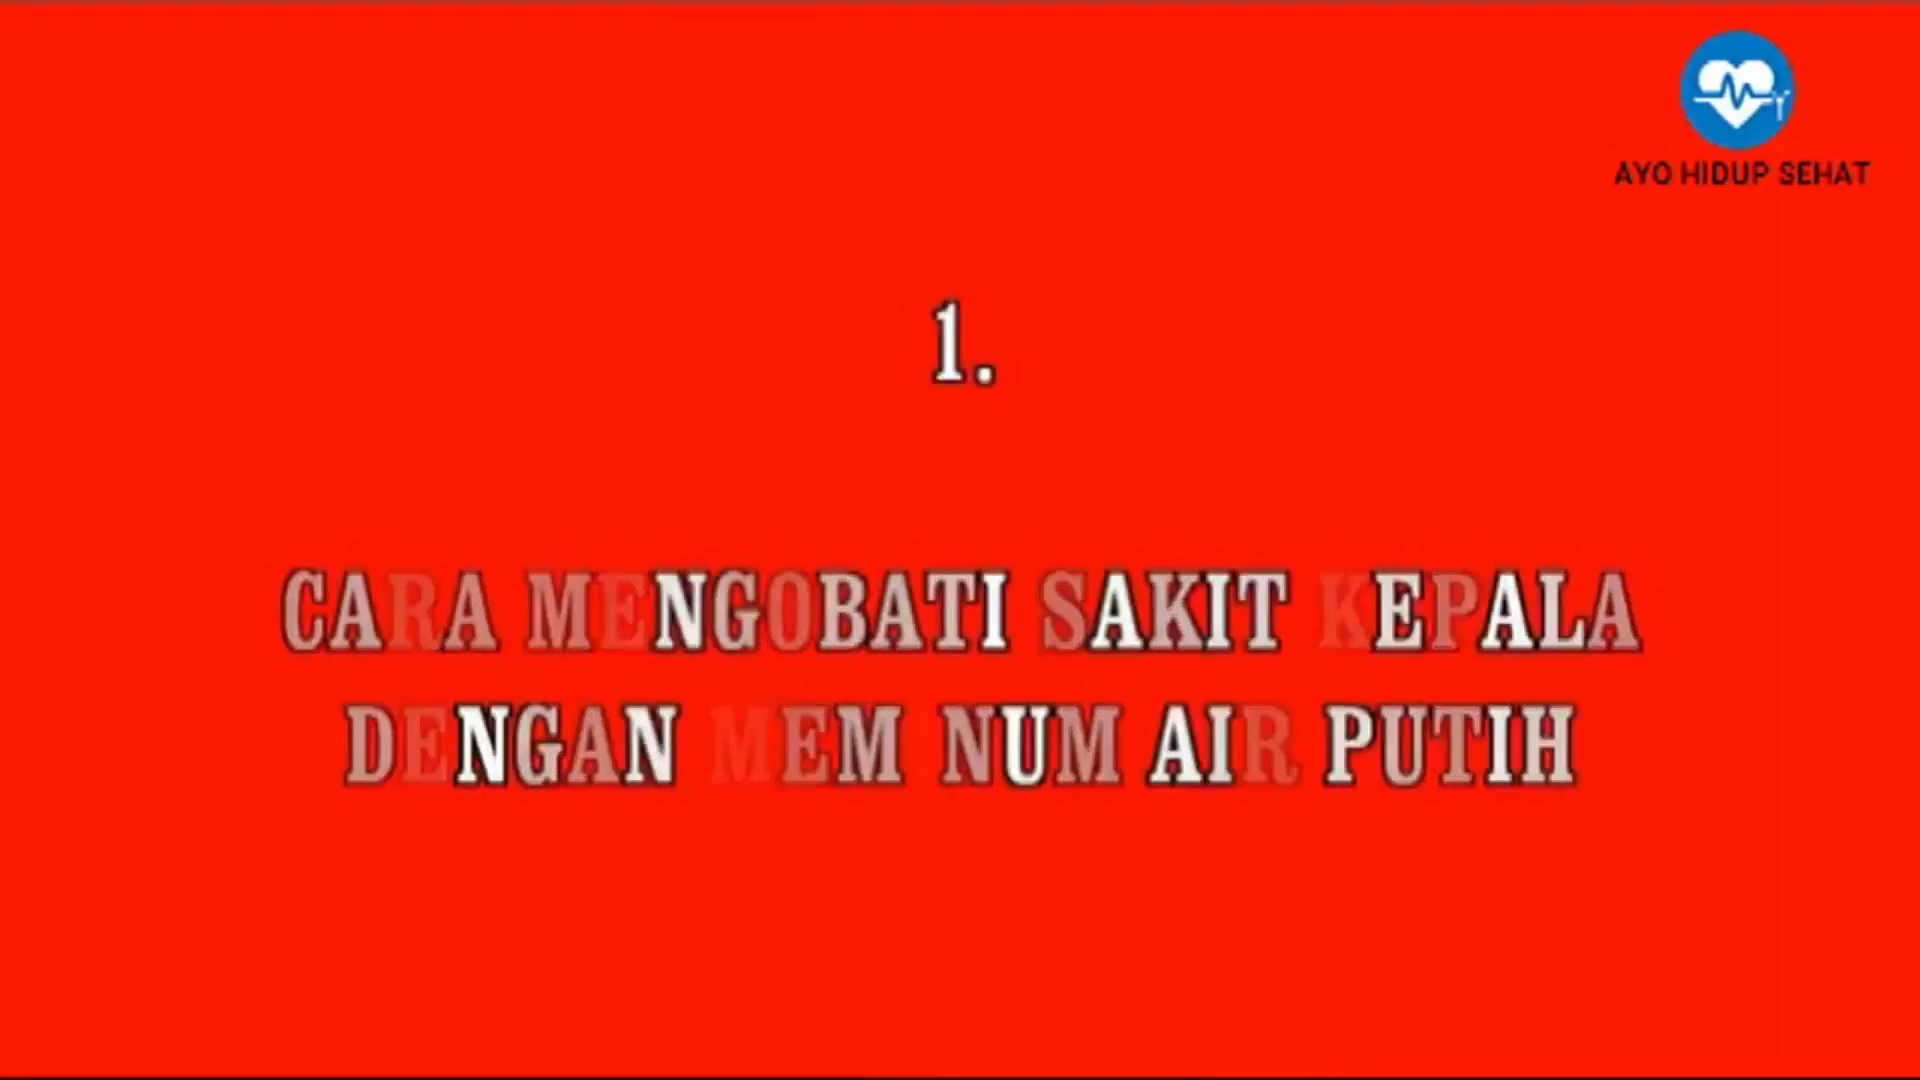 AYO HIDUP SEHAT
1.
CARA MENGOBATI SAKIT KEPALA
DENGAN MEM NUM AIR PUTIH